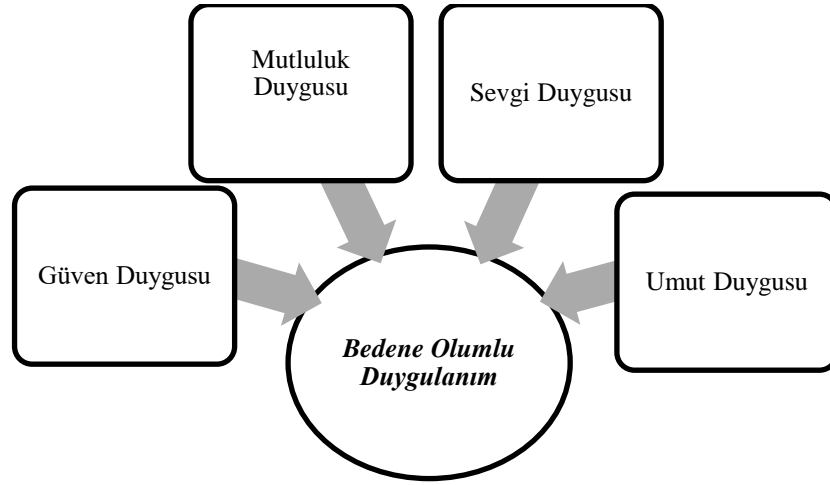 Mutluluk
Duygusu
Sevgi Duygusu
Güven Duygusu
Umut Duygusu
Bedene Olumlu
Duygulanım